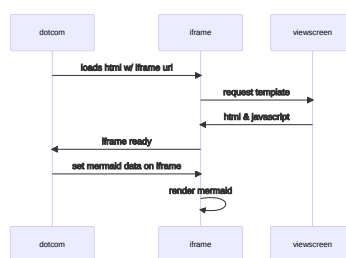 dotcom
iframe
viewscreen
loads html w/ iframe url
request template
html & javascript
iframe ready
set mermaid data on iframe
render mermaid
dotcom
iframe
viewscreen